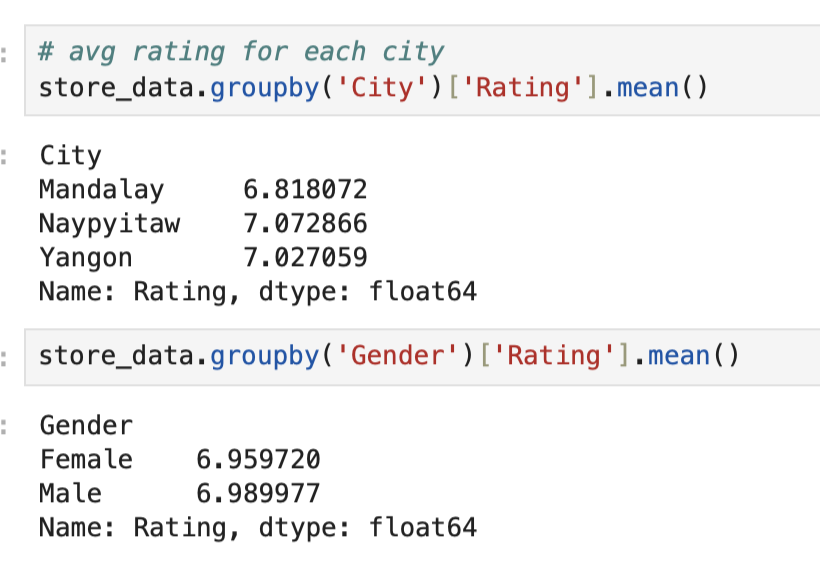 # avg rating for each city
store_data.groupby('City')['Rating'].mean()
City
Mandalay     6.818072
Naypyitaw    7.072866
Yangon       7.027059
Name: Rating, dtype: float64
store_data.groupby('Gender')['Rating'].mean()
Gender
Female    6.959720
Male      6.989977
Name: Rating, dtype: float64